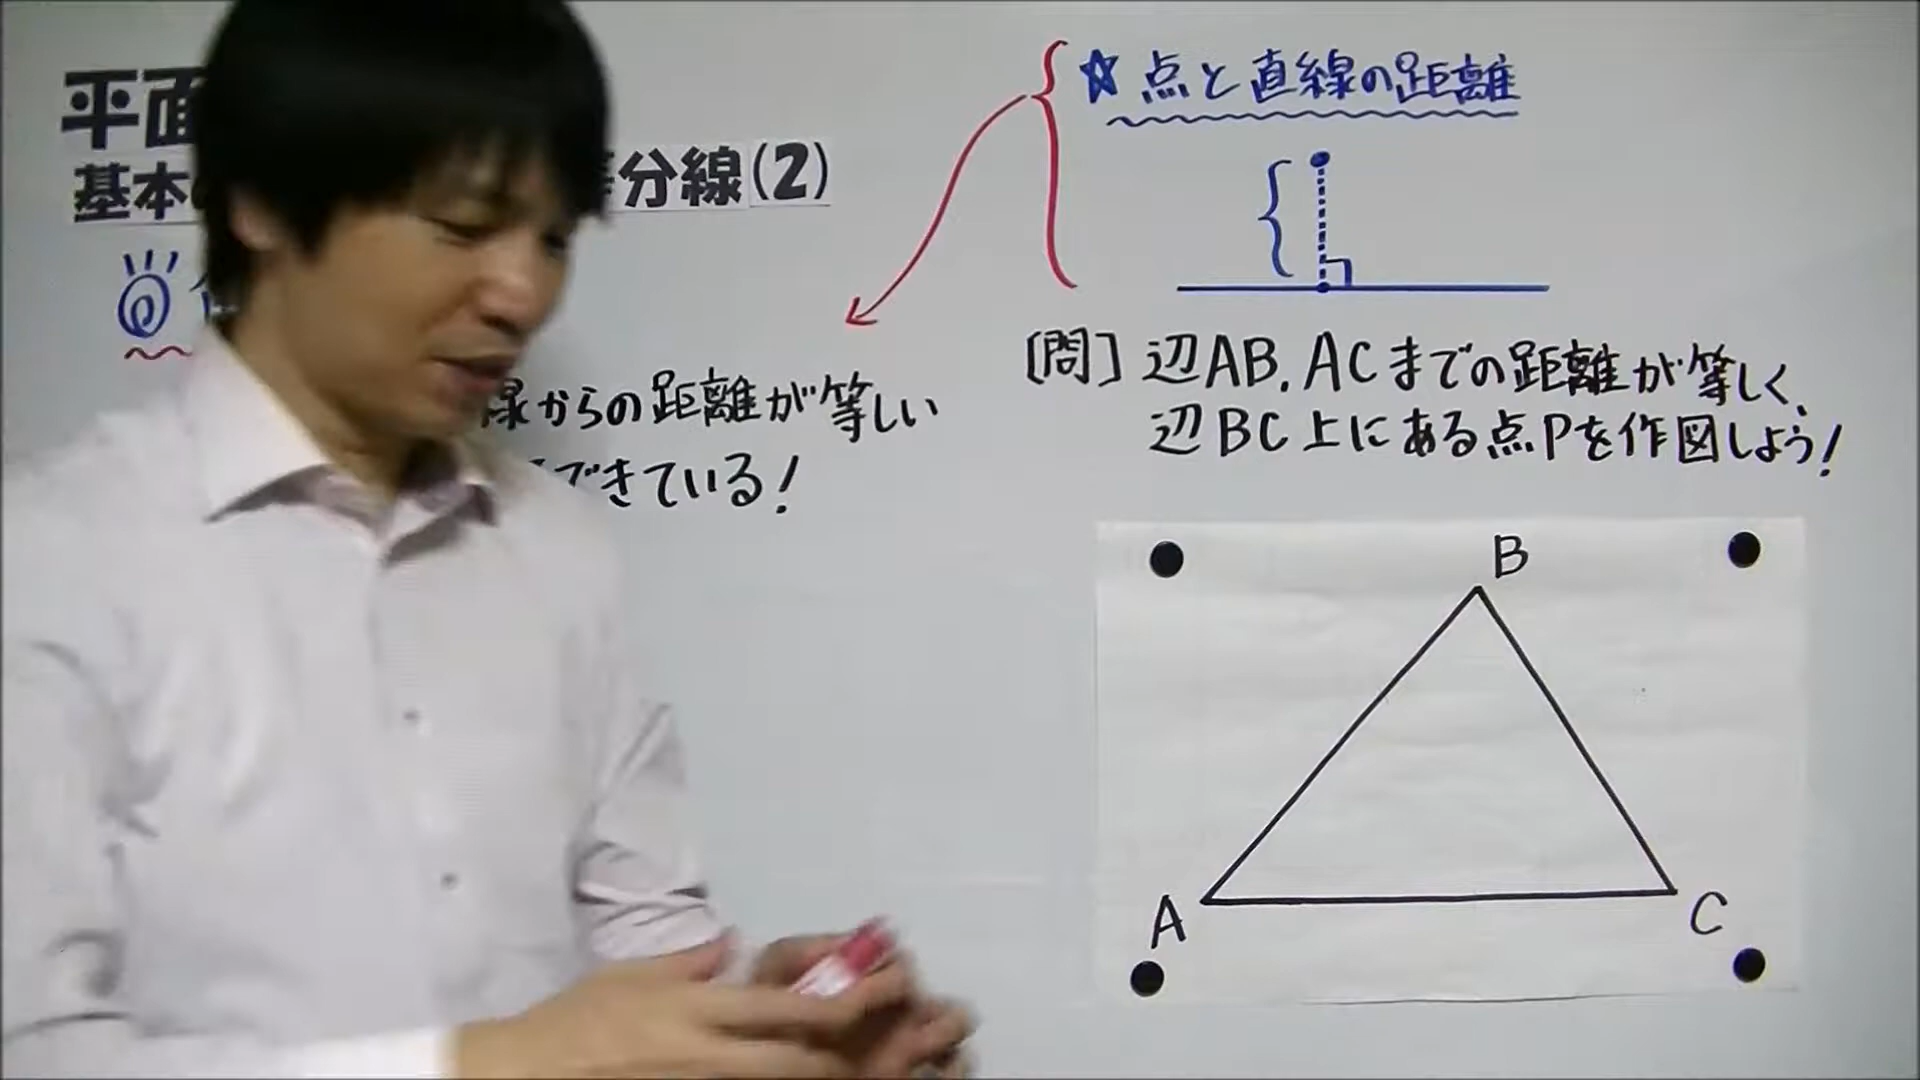 平面
基本の
等分線(2)
☆点と直線の距離
線からの距離が等しい
できている!
[問] 辺AB,ACまでの距離が等しく、
辺BC上にある点Pを作図しよう!
B
A
C